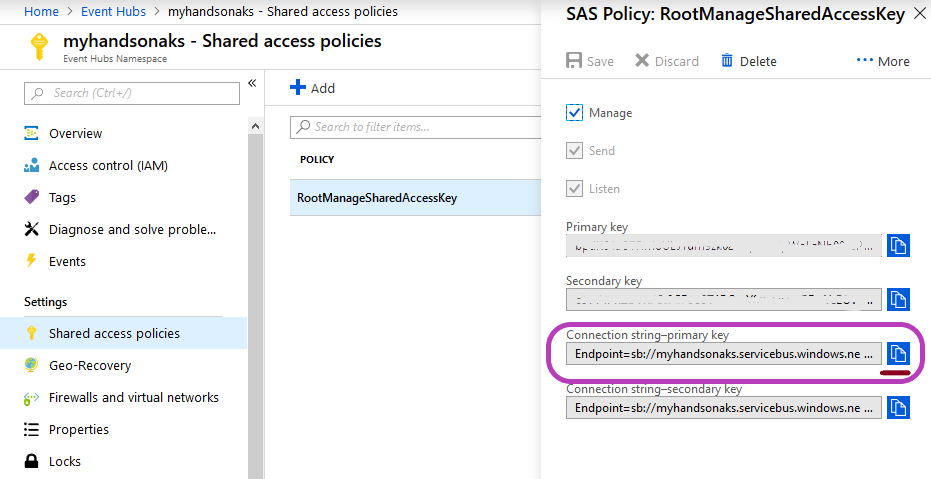 Home > Event Hubs > myhandsonaks - Shared access policies
myhandsonaks - Shared access policies
Event Hubs Namespace
Search (Ctrl+/)
«
Overview
Access control (IAM)
Tags
Diagnose and solve proble...
Events
Settings
Shared access policies
Geo-Recovery
Firewalls and virtual networks
Properties
Locks
Add
Search to filter items...
POLICY
RootManageSharedAccessKey
SAS Policy: RootManageSharedAccessKey
Save Discard Delete ··· More
Manage
Send
Listen
Primary key
Secondary key
Connection string–primary key
Endpoint=sb://myhandsonaks.servicebus.windows.ne ...
Connection string–secondary key
Endpoint=sb://myhandsonaks.servicebus.windows.ne ...